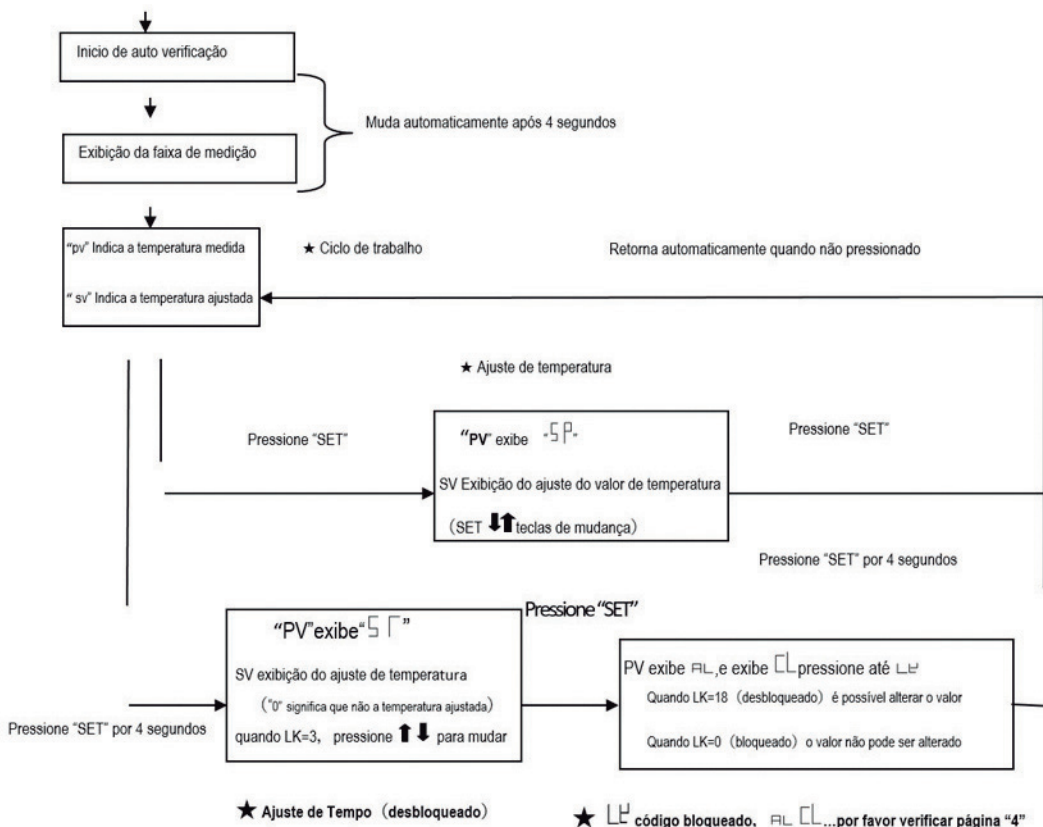 Inicio de auto verificação
Muda automaticamente após 4 segundos
Exibição da faixa de medição
“pv” Indica a temperatura medida
“ sv” Indica a temperatura ajustada
★ Ciclo de trabalho
Retorna automaticamente quando não pressionado
★ Ajuste de temperatura
Pressione “SET”
“PV” exibe -SP-
SV Exibição do ajuste do valor de temperatura
(SET ⬇⬆ teclas de mudança)
Pressione “SET”
Pressione “SET” por 4 segundos
Pressione “SET”
“PV”exibe“ST”
SV exibição do ajuste de temperatura
(“0” significa que não a temperatura ajustada)
quando LK=3, pressione ⬆⬇ para mudar
Pressione “SET” por 4 segundos
PV exibe AL,e exibe CL pressione até LK
Quando LK=18 (desbloqueado) é possível alterar o valor
Quando LK=0 (bloqueado) o valor não pode ser alterado
★ Ajuste de Tempo (desbloqueado)
★ LK código bloqueado, AL CL...por favor verificar página “4”